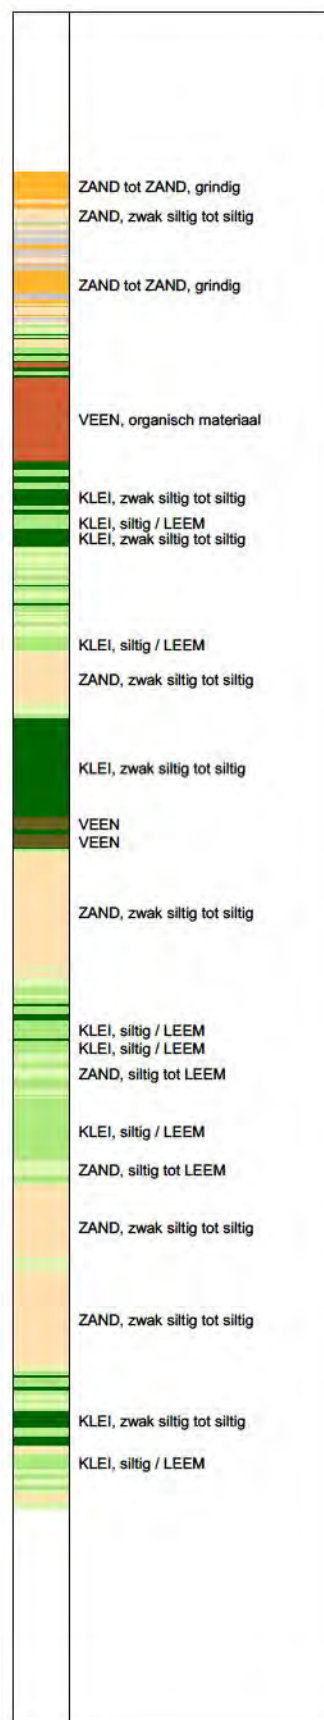 ZAND tot ZAND, grindig
ZAND, zwak siltig tot siltig
ZAND tot ZAND, grindig
VEEN, organisch materiaal
KLEI, zwak siltig tot siltig
KLEI, siltig / LEEM
KLEI, zwak siltig tot siltig
KLEI, siltig / LEEM
ZAND, zwak siltig tot siltig
KLEI, zwak siltig tot siltig
VEEN
VEEN
ZAND, zwak siltig tot siltig
KLEI, siltig / LEEM
KLEI, siltig / LEEM
ZAND, siltig tot LEEM
KLEI, siltig / LEEM
ZAND, siltig tot LEEM
ZAND, zwak siltig tot siltig
ZAND, zwak siltig tot siltig
KLEI, zwak siltig tot siltig
KLEI, siltig / LEEM